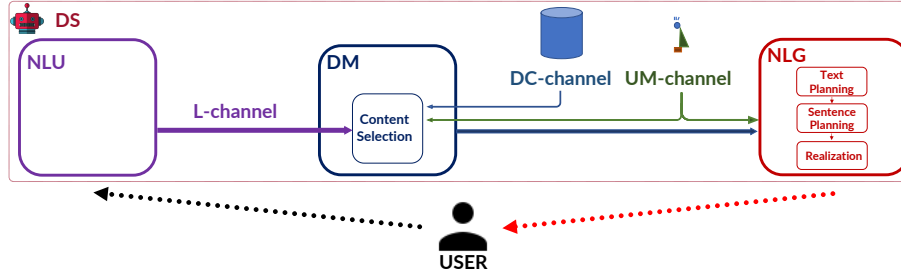 DS
NLU
L-channel
DM
Content
Selection
DC-channel
UM-channel
NLG
Text
Planning
Sentence
Planning
Realization
USER